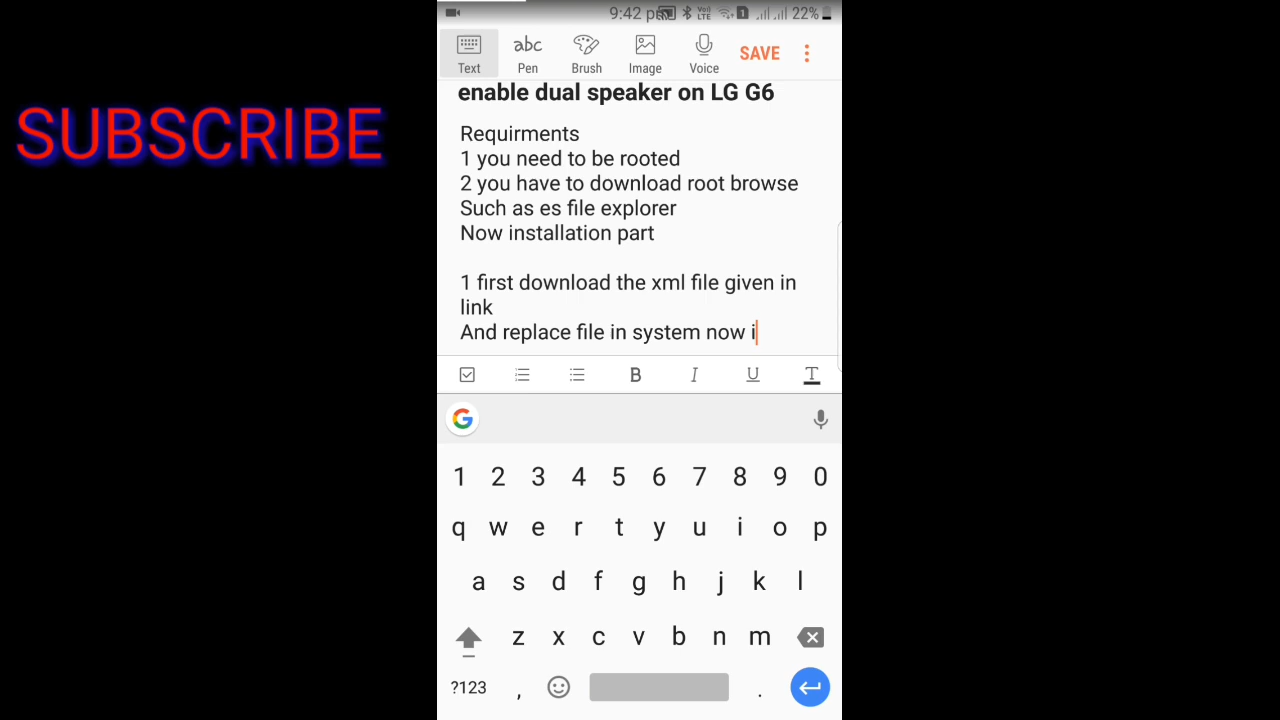 SUBSCRIBE
9:42 p
VoI) LTE
1
22%
Text
abc
Pen
Brush
Image
Voice
SAVE
enable dual speaker on LG G6
Requirments
1 you need to be rooted
2 you have to download root browse
Such as es file explorer
Now installation part
1 first download the xml file given in
link
And replace file in system now i
B I U T
G
1 2 3 4 5 6 7 8 9 0
q w e r t y u i o p
a s d f g h j k l
z x c v b n m
?123 , .